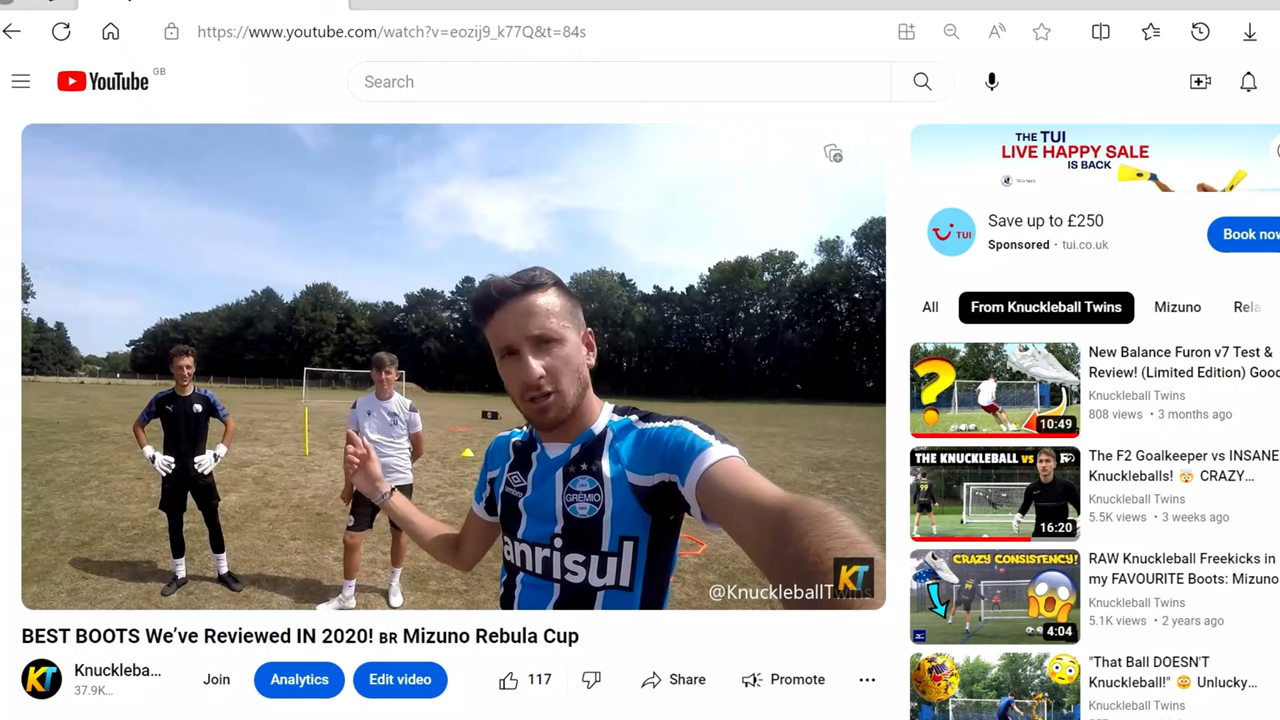 https://www.youtube.com/watch?v=eozij9_k77Q&t=84s
YouTube GB
Search
umbro
GRÊMIO
anrisul
@KnuckleballTwins
KT
BEST BOOTS We've Reviewed IN 2020! BR Mizuno Rebula Cup
KT
Knuckleba...
37.9K...
Join
Analytics
Edit video
117
Share
Promote
THE TUI
LIVE HAPPY SALE
IS BACK
TUI
Save up to £250
Sponsored · tui.co.uk
Book now
All
From Knuckleball Twins
Mizuno
Rela
10:49
New Balance Furon v7 Test &
Review! (Limited Edition) Good
Knuckleball Twins
808 views • 3 months ago
THE KNUCKLEBALL VS F2
99
16:20
The F2 Goalkeeper vs INSANE
Knuckleballs! 🤯 CRAZY...
Knuckleball Twins
5.5K views • 3 weeks ago
CRAZY CONSISTENCY!
4:04
RAW Knuckleball Freekicks in
my FAVOURITE Boots: Mizuno
Knuckleball Twins
5.1K views • 2 years ago
"That Ball DOESN'T
Knuckleball!" 😳 Unlucky...
Knuckleball Twins